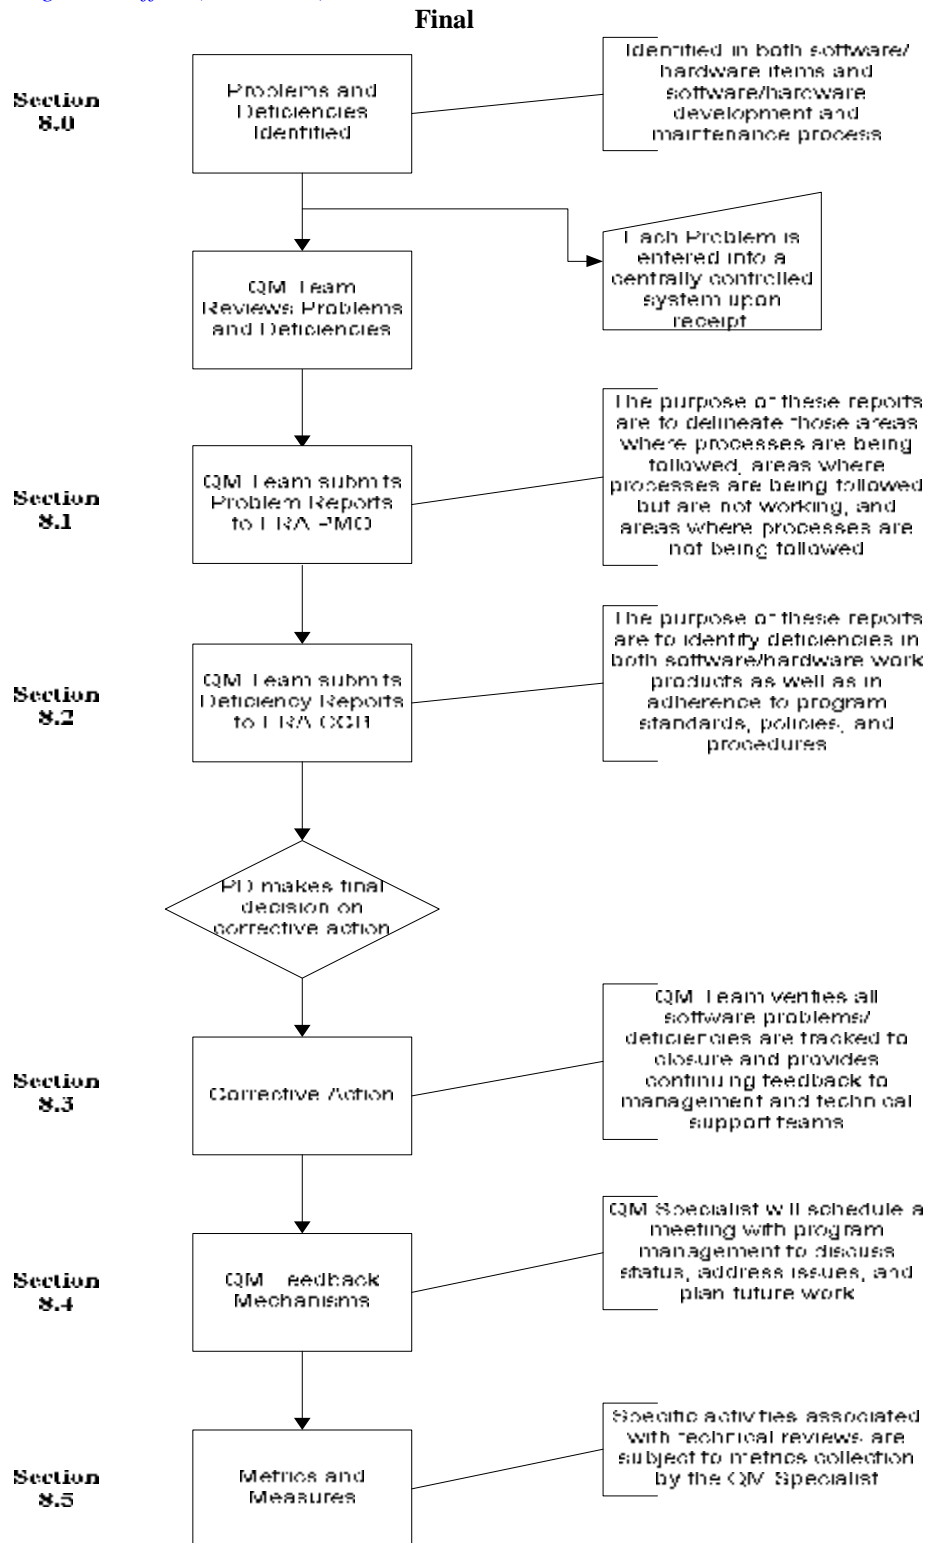 Final
Section
8.0
Problems and
Deficiencies
Identified
Identified in both software/
hardware items and
software/hardware
development and
maintenance process
Each Problem is
entered into a
centrally controlled
system upon
receipt
QM Team
Reviews Problems
and Deficiencies
Section
8.1
QM Team submits
Problem Reports
to ERA PMO
The purpose of these reports
are to delineate those areas
where processes are being
followed, areas where
processes are being followed
but are not working, and
areas where processes are
not being followed
Section
8.2
QM Team submits
Deficiency Reports
to ERA CCB
The purpose of these reports
are to identify deficiencies in
both software/hardware work
products as well as in
adherence to program
standards, policies, and
procedures
PD makes final
decision on
corrective action
Section
8.3
Corrective Action
QM Team verifies all
software problems/
deficiencies are tracked to
closure and provides
continuing feedback to
management and technical
support teams
Section
8.4
QM Feedback
Mechanisms
QM Specialist will schedule a
meeting with program
management to discuss
status, address issues, and
plan future work
Section
8.5
Metrics and
Measures
Specific activities associated
with technical reviews are
subject to metrics collection
by the QM Specialist